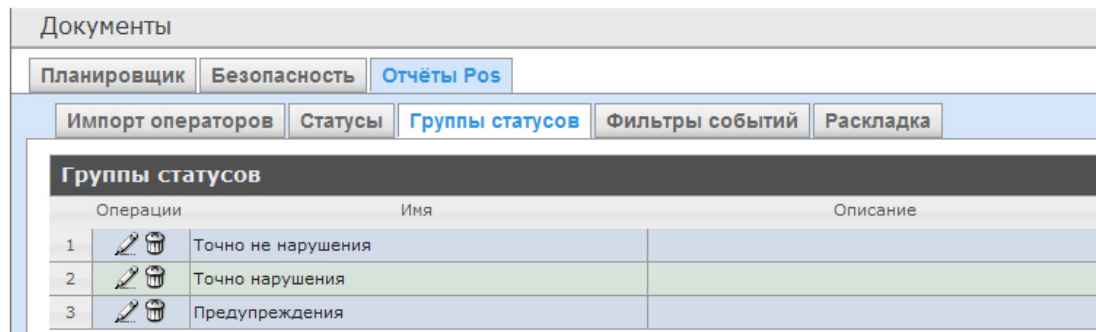 Документы
Планировщик Безопасность Отчёты Pos
Импорт операторов Статусы Группы статусов Фильтры событий Раскладка
Группы статусов
Операции Имя Описание
1 Точно не нарушения
2 Точно нарушения
3 Предупреждения